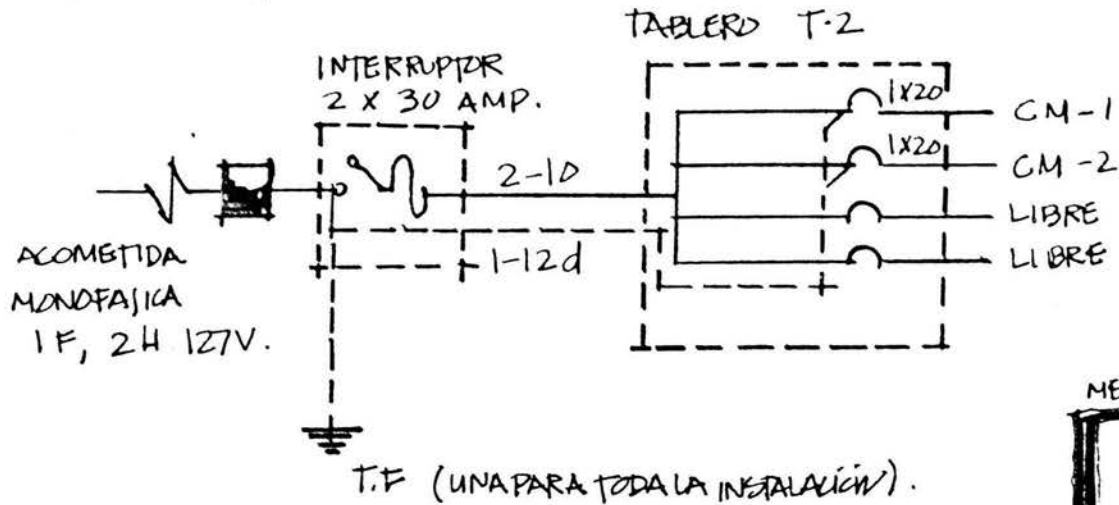 TABLERO T-2
INTERRUPTOR
2 X 30 AMP.
1X20
CM-1
1X20
CM-2
2-10
LIBRE
1-12d
LIBRE
ACOMETIDA
MONOFASICA
1F, 2H 127V.
ME
T.F (UNA PARA TODA LA INSTALACIÓN).